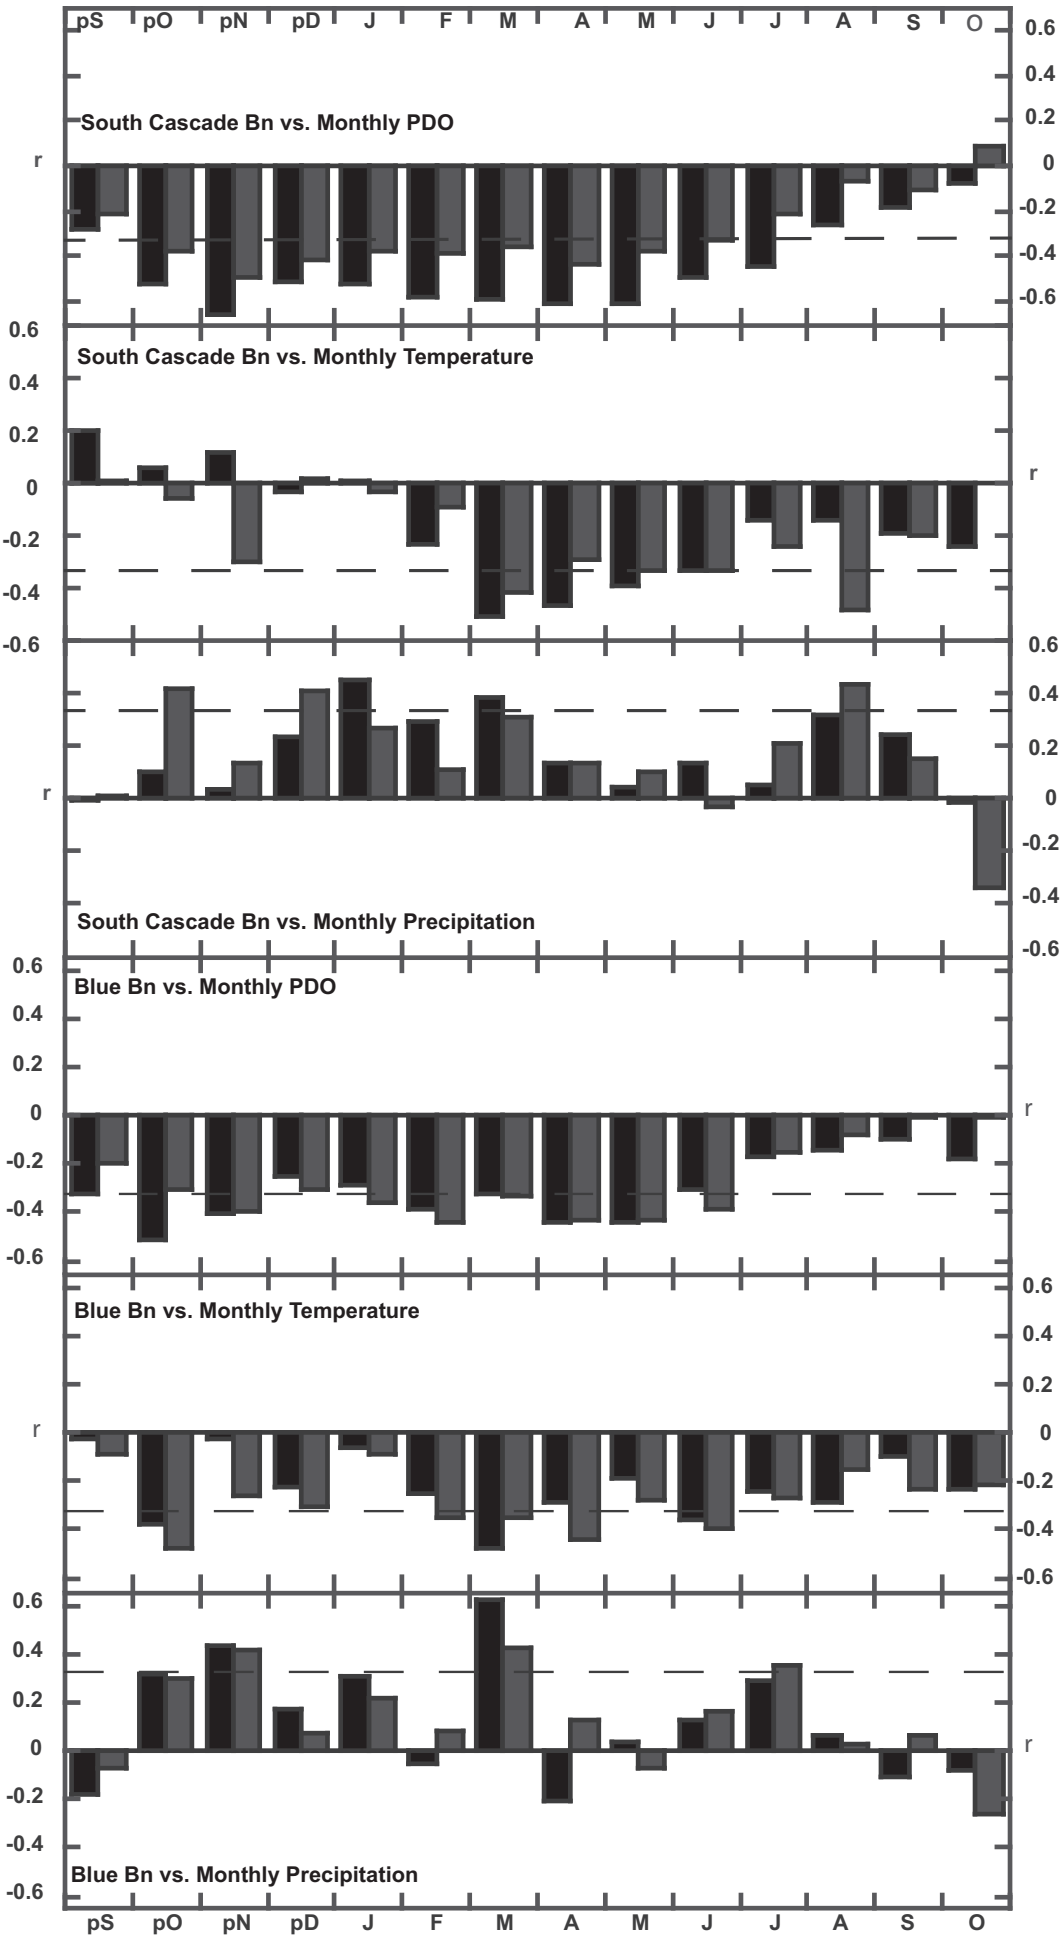 pS pO pN pD J F M A M J J A S O
0.6
0.4
0.2
South Cascade Bn vs. Monthly PDO
r 0
-0.2
-0.4
-0.6
0.6
South Cascade Bn vs. Monthly Temperature
0.4
0.2
0 r
-0.2
-0.4
-0.6 0.6
0.4
0.2
r 0
-0.2
-0.4
South Cascade Bn vs. Monthly Precipitation
-0.6
0.6
Blue Bn vs. Monthly PDO
0.4
0.2
0 r
-0.2
-0.4
-0.6
0.6
Blue Bn vs. Monthly Temperature
0.4
0.2
r 0
-0.2
-0.4
-0.6
0.6
0.4
0.2
0 r
-0.2
-0.4
Blue Bn vs. Monthly Precipitation
-0.6
pS pO pN pD J F M A M J J A S O